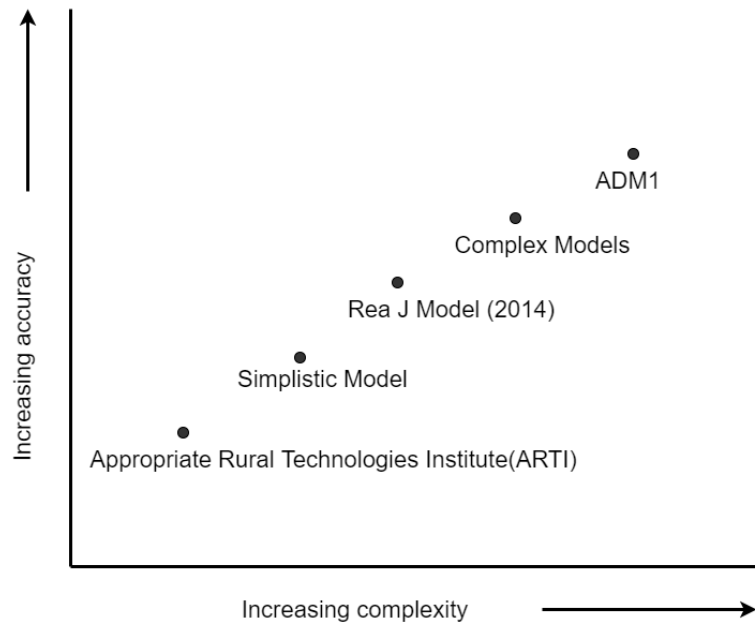 ADM1
Complex Models
Rea J Model (2014)
Simplistic Model
Appropriate Rural Technologies Institute(ARTI)
Increasing accuracy
Increasing complexity